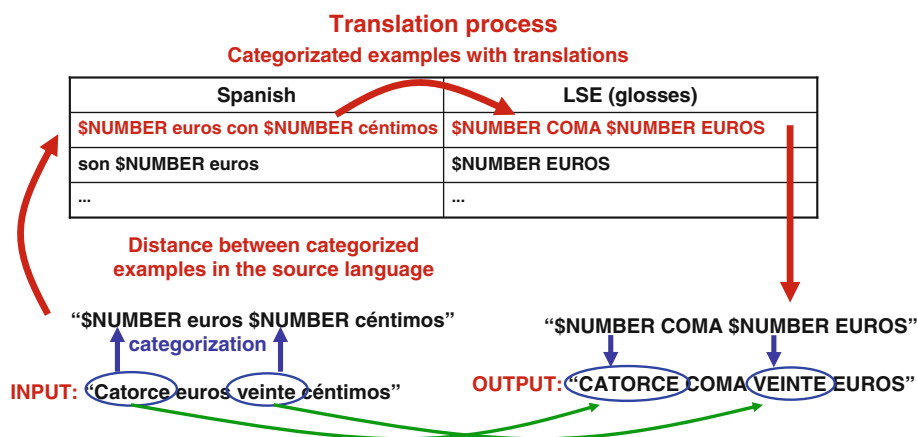 Translation process
Categorizated examples with translations
Spanish LSE (glosses)
$NUMBER euros con $NUMBER céntimos $NUMBER COMA $NUMBER EUROS
son $NUMBER euros $NUMBER EUROS
... ...
Distance between categorized
examples in the source language
“$NUMBER euros $NUMBER céntimos”
“$NUMBER COMA $NUMBER EUROS”
categorization
INPUT: “Catorce euros veinte céntimos”
OUTPUT: “CATORCE COMA VEINTE EUROS”